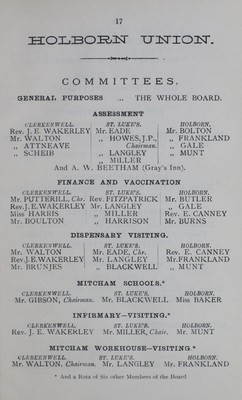 17
HOLBORN UNION.
COMMITTEES.
GENERAL PURPOSES ... THE WHOLE BOARD.
ASSESSMENT
CLERKENWELL. ST. LUKE'S. HOLBORN.
Rev. J. E. WAKERLEY Mr. EADE Mr. BOLTON
Mr. WALTON „ HOWES, J.P., „ FRANKLAND
„ ATTNEAVE Chairman. „ GALE
„ SCHEIB „ LANGLEY „ MUNT
„ MILLER
And A. W. BEETHAM (Gray's Inn).
FINANCE AND VACCINATION
CLERKENWELL. ST. LUKE'S. HOLBORN.
Mr. PUTTERILL, Chr. Rev. FITZPATRICK Mr. BUTLER
Rev. J. E. WAKERLEY Mr. LANGLEY „ GALE
Miss HARRIS „ MILLER Rev. E. CANNEY
Mr. BOULTON „ HARRISON Mr. BURNS
DISPENSARY VISITING.
CLERKENWELL. ST. LUKE'S. HOLBORN.
Mr. WALTON Mr. EADE, Chr. Rev. E. CANNEY
Rev. J.E. WAKERLEY Mr. LANGLEY Mr. FRANKLAND
Mr. BRUNJES „ BLACKWELL „ MUNT
MITCHAM SCHOOLS.*
CLERKENWELL. ST. LUKE'S. HOLBORN.
Mr. GIBSON, Chairman. Mr. BLACKWELL Miss BAKER
INFIRMARY—VISITING.*
CLERKENWELL. ST. LUKE'S. HOLBORN.
Rev. J. E. WAKERLEY Mr. MILLER, Chair. Mr. MUNT
MITCHAM WORKHOUSE—VISITING.*
CLERKENWELL. ST. LUKE'S. HOLBORN.
Mr. WALTON, Chairman. Mr. LANGLEY Mr. FRANKLAND
* And a Rota of Six other Members of the Board